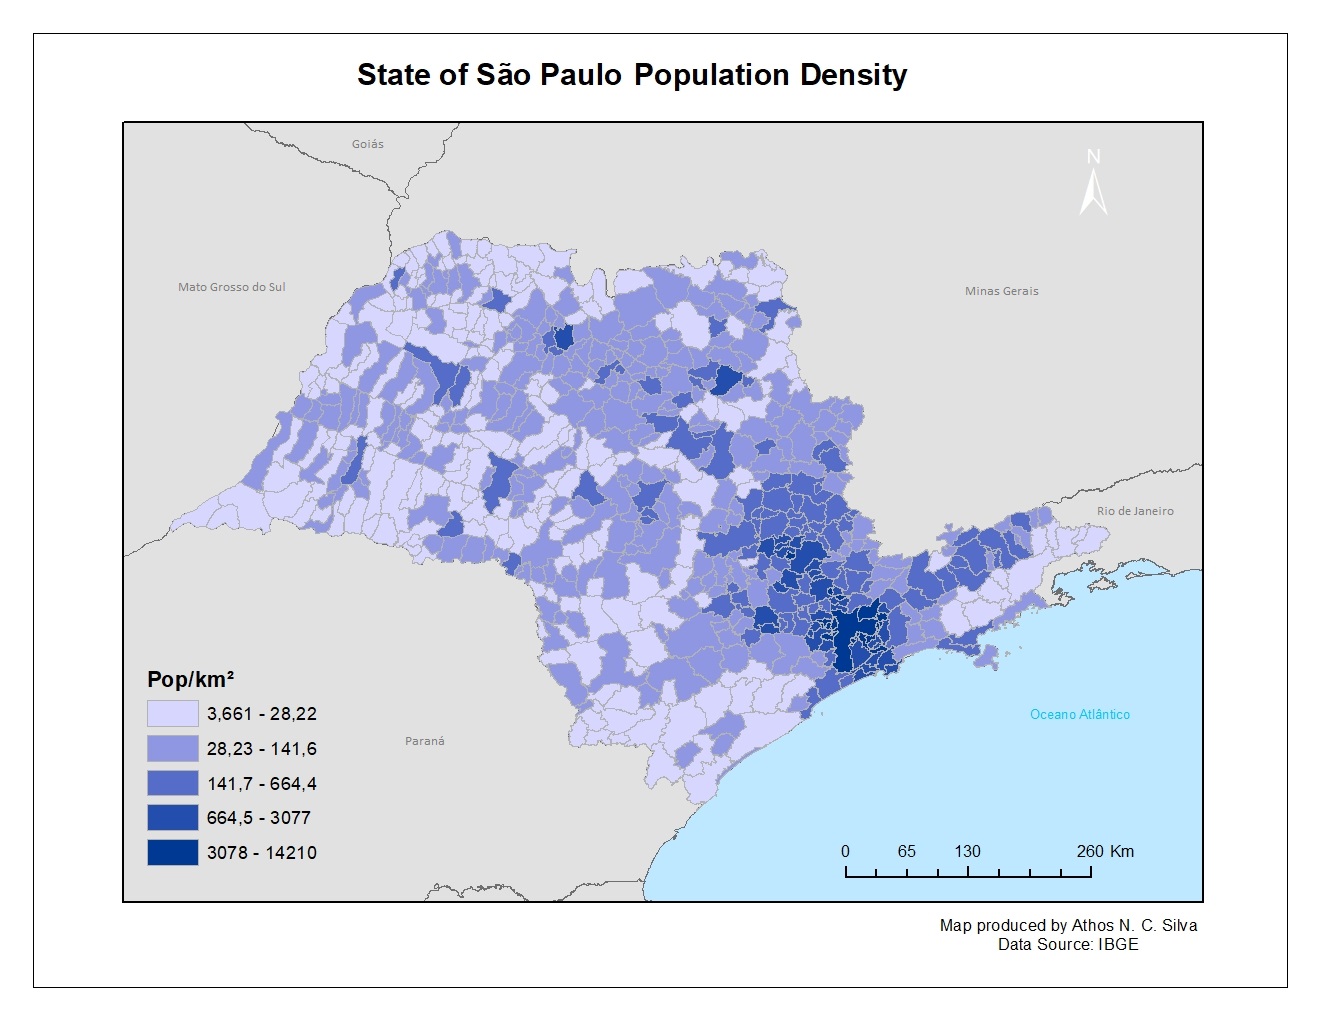 State of São Paulo Population Density
Goiás
N
Mato Grosso do Sul
Minas Gerais
Rio de Janeiro
Pop/km²
3,661 - 28,22
28,23 - 141,6
141,7 - 664,4
664,5 - 3077
3078 - 14210
Paraná
Oceano Atlântico
0 65 130 260 Km
Map produced by Athos N. C. Silva
Data Source: IBGE